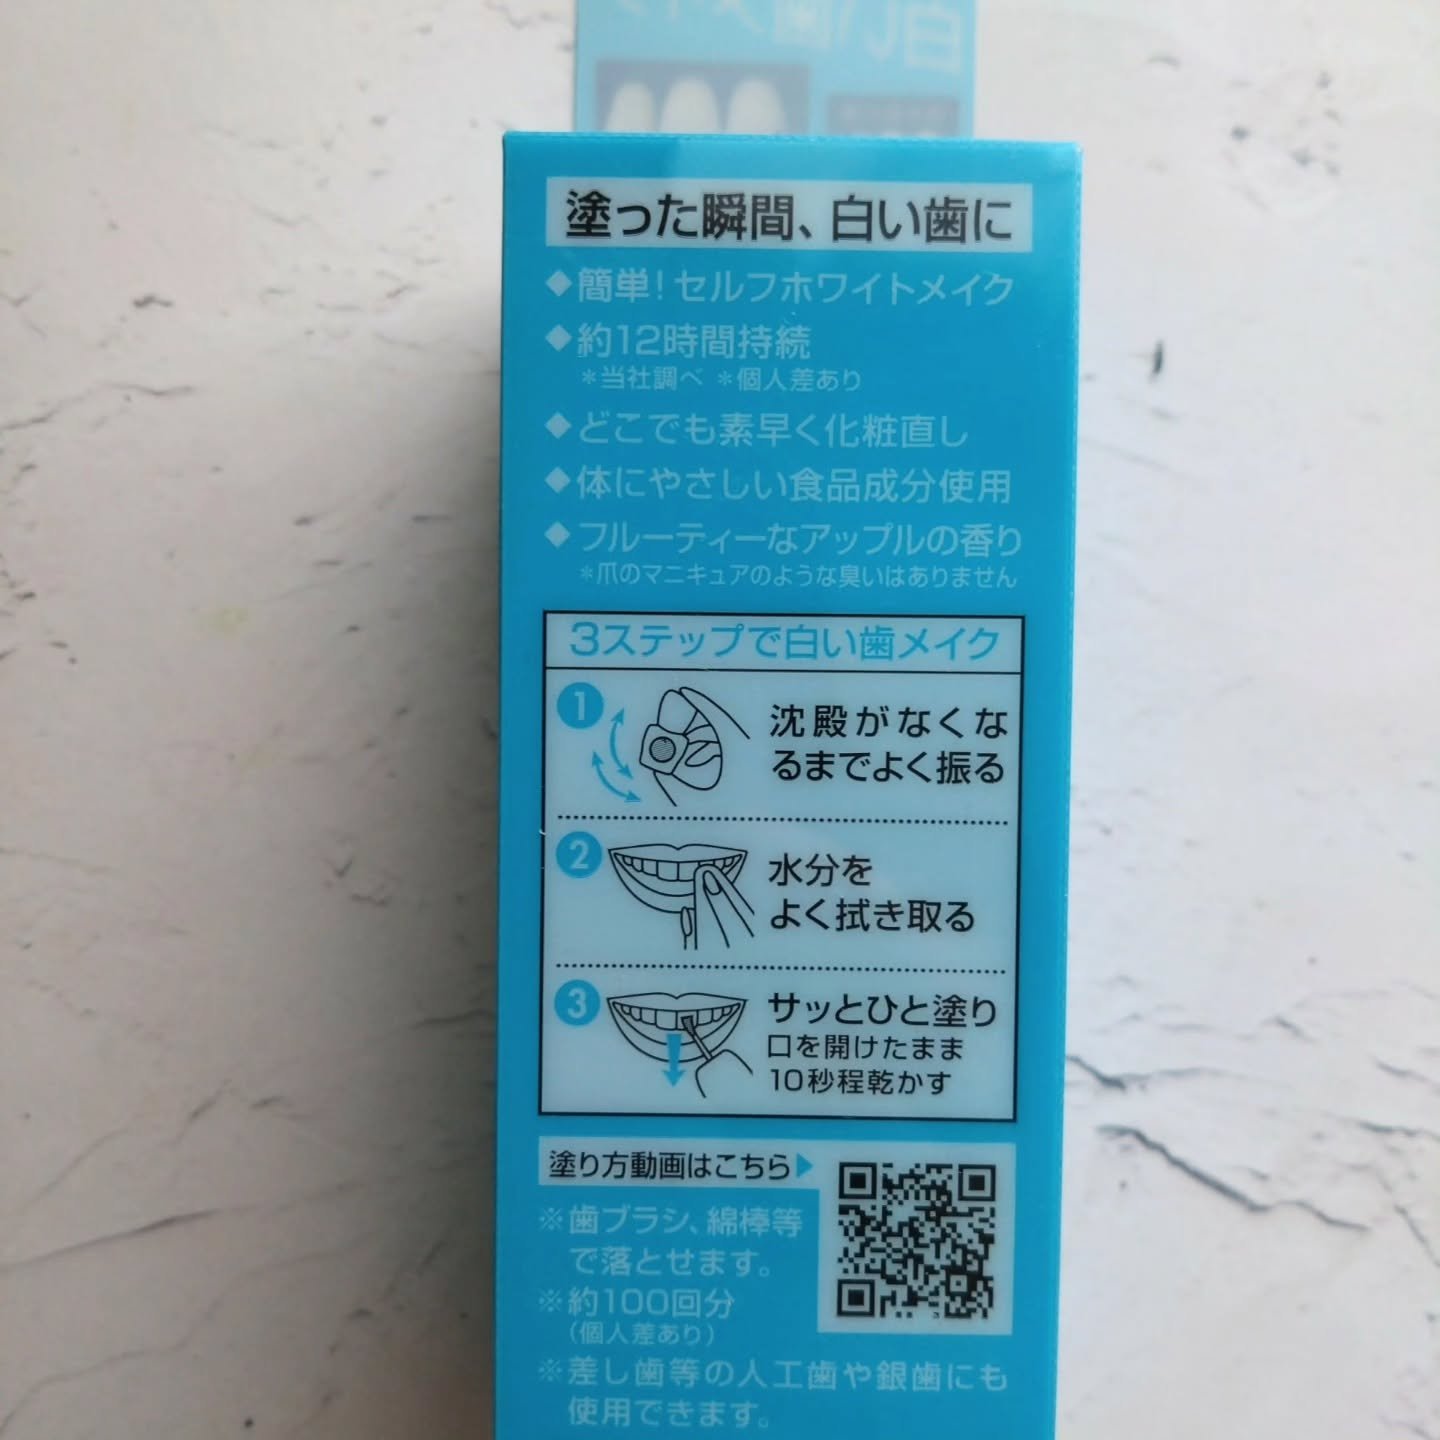 塗った瞬間、白い歯に
◆簡単！セルフホワイトメイク
◆約12時間持続
＊当社調べ ＊個人差あり
◆どこでも素早く化粧直し
◆体にやさしい食品成分使用
◆フルーティーなアップルの香り
＊爪のマニキュアのような臭いはありません
3ステップで白い歯メイク
1
沈殿がなくな
るまでよく振る
2
水分を
よく拭き取る
3
サッとひと塗り
口を開けたまま
10秒程乾かす
塗り方動画はこちら▶
※歯ブラシ、綿棒等
で落とせます。
※約100回分
（個人差あり）
※差し歯等の人工歯や銀歯にも
使用できます。